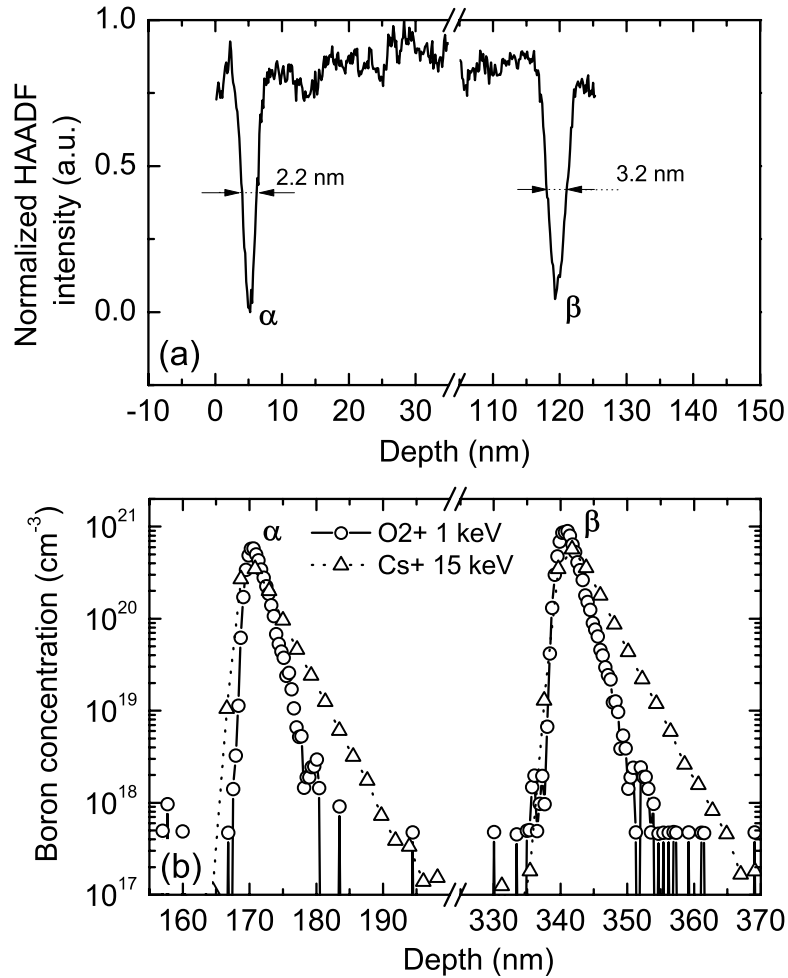 1.0
0.5
0.0
Normalized HAADF
intensity (a.u.)
2.2 nm
3.2 nm
α
β
(a)
-10 0 10 20 30 110 120 130 140 150
Depth (nm)
10²¹
10²⁰
10¹⁹
10¹⁸
10¹⁷
Boron concentration (cm⁻³)
α
β
O2+ 1 keV
Cs+ 15 keV
(b)
160 170 180 190 330 340 350 360 370
Depth (nm)